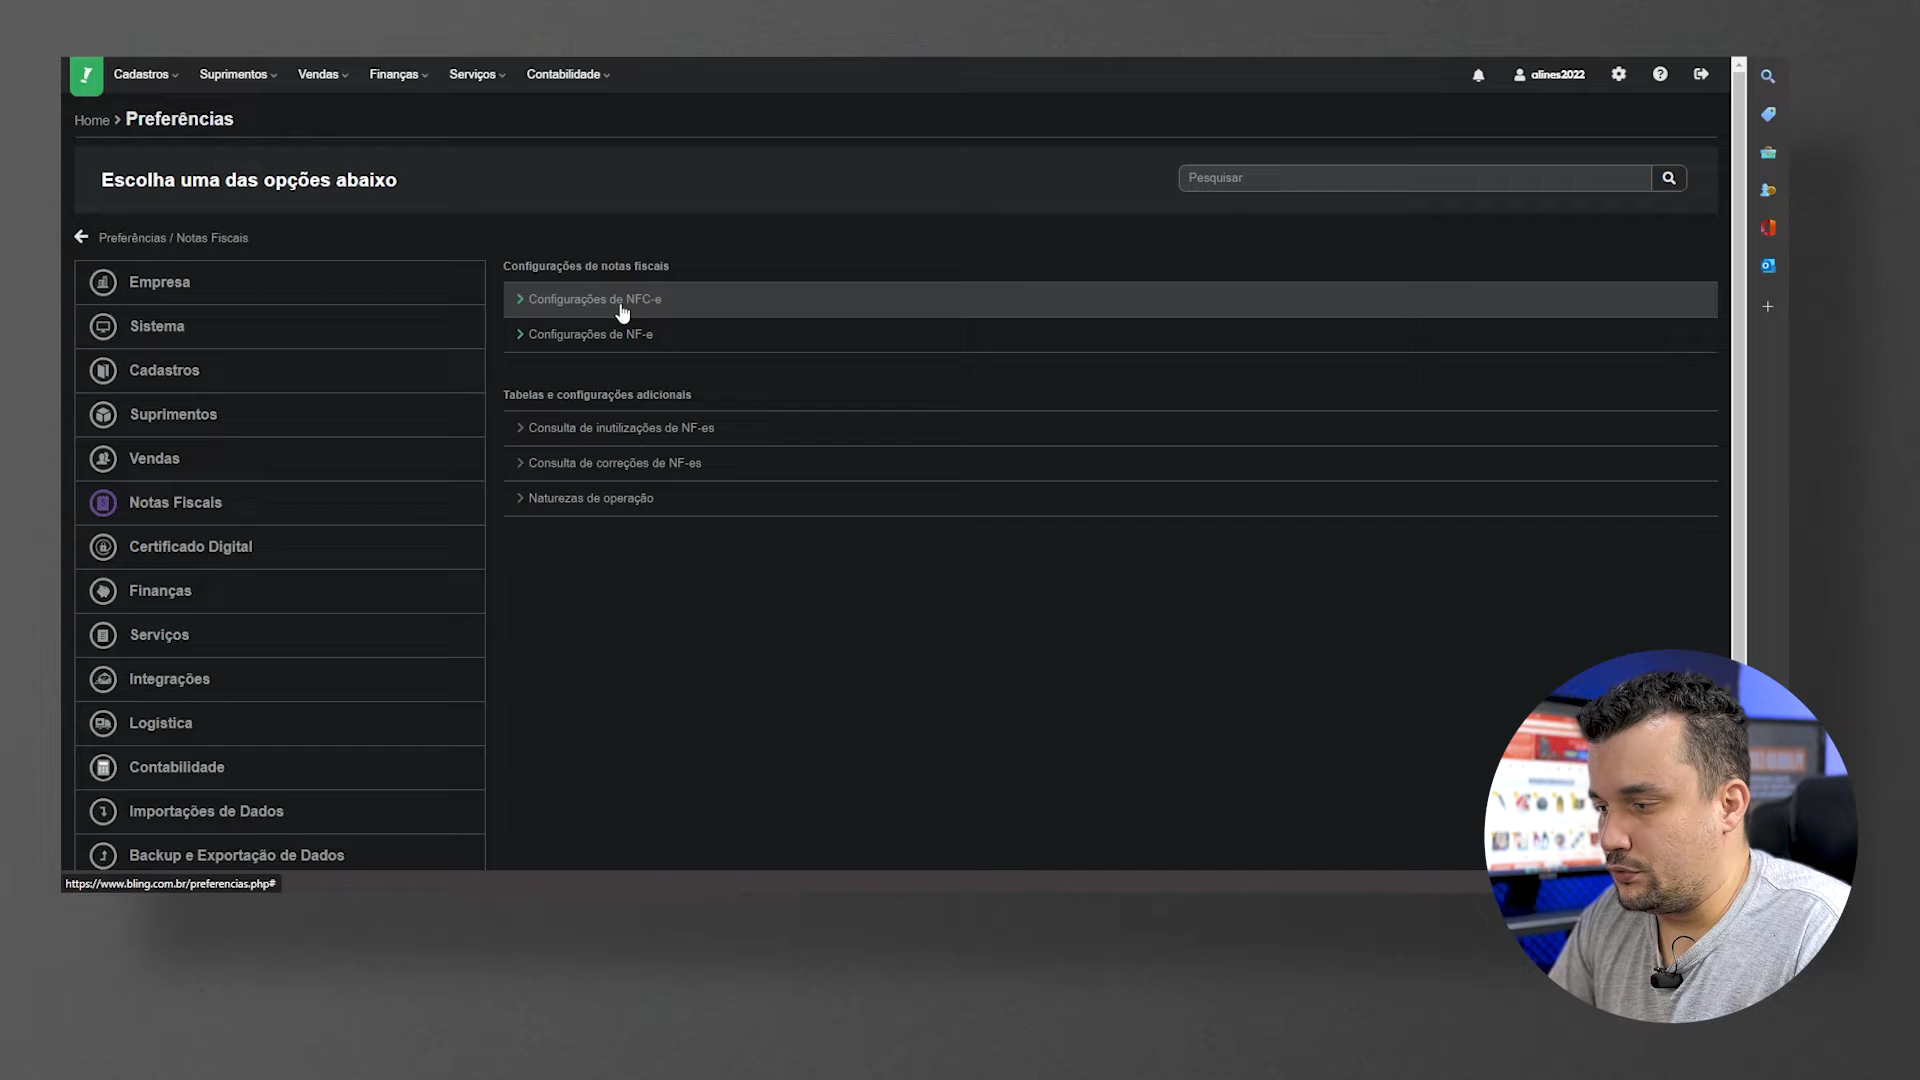 Cadastros Suprimentos Vendas Finanças Serviços Contabilidade alines2022
Home > Preferências
Escolha uma das opções abaixo
Pesquisar
Preferências / Notas Fiscais
Empresa
Sistema
Cadastros
Suprimentos
Vendas
Notas Fiscais
Certificado Digital
Finanças
Serviços
Integrações
Logística
Contabilidade
Importações de Dados
Backup e Exportação de Dados
Configurações de notas fiscais
Configurações de NFC-e
Configurações de NF-e
Tabelas e configurações adicionais
Consulta de inutilizações de NF-es
Consulta de correções de NF-es
Naturezas de operação
https://www.bling.com.br/preferencias.php#